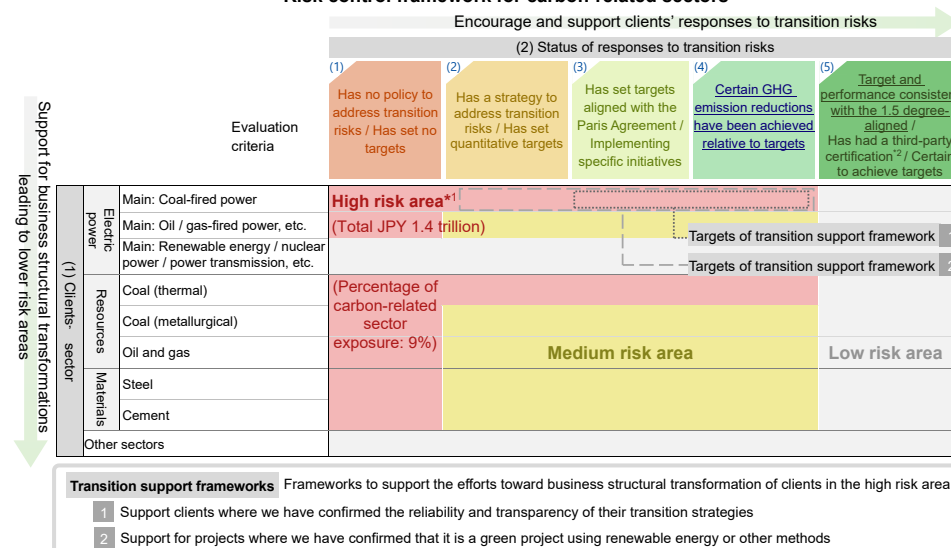 Encourage and support clients' responses to transition risks
(2) Status of responses to transition risks
Support for business structural transformations
leading to lower risk areas
Evaluation
criteria
(1)
Has no policy to
address transition
risks / Has set no
targets
(2)
Has a strategy to
address transition
risks / Has set
quantitative targets
(3)
Has set targets
aligned with the
Paris Agreement /
Implementing
specific initiatives
(4)
Certain GHG
emission reductions
have been achieved
relative to targets
(5)
Target and
performance
with the 1.5 degree-
aligned /
Has had a third-party
certification*2 /
to achieve targets
(1) Clients- sector
Electric
power
Main: Coal-fired power
Main: Oil / gas-fired power, etc.
Main: Renewable energy / nuclear
power / power transmission, etc.
Resources
Coal (thermal)
Coal (metallurgical)
Oil and gas
Materials
Steel
Cement
Other sectors
High risk area*1
(Total JPY 1.4 trillion)
(Percentage of
carbon-related
sector
exposure: 9%)
Targets of transition support framework
Targets of transition support framework
Medium risk area
Low risk area
Transition support frameworks Frameworks to support the efforts toward business structural transformation of clients in the high risk area
1 Support clients where we have confirmed the reliability and transparency of their transition strategies
2 Support for projects where we have confirmed that it is a green project using renewable energy or other methods